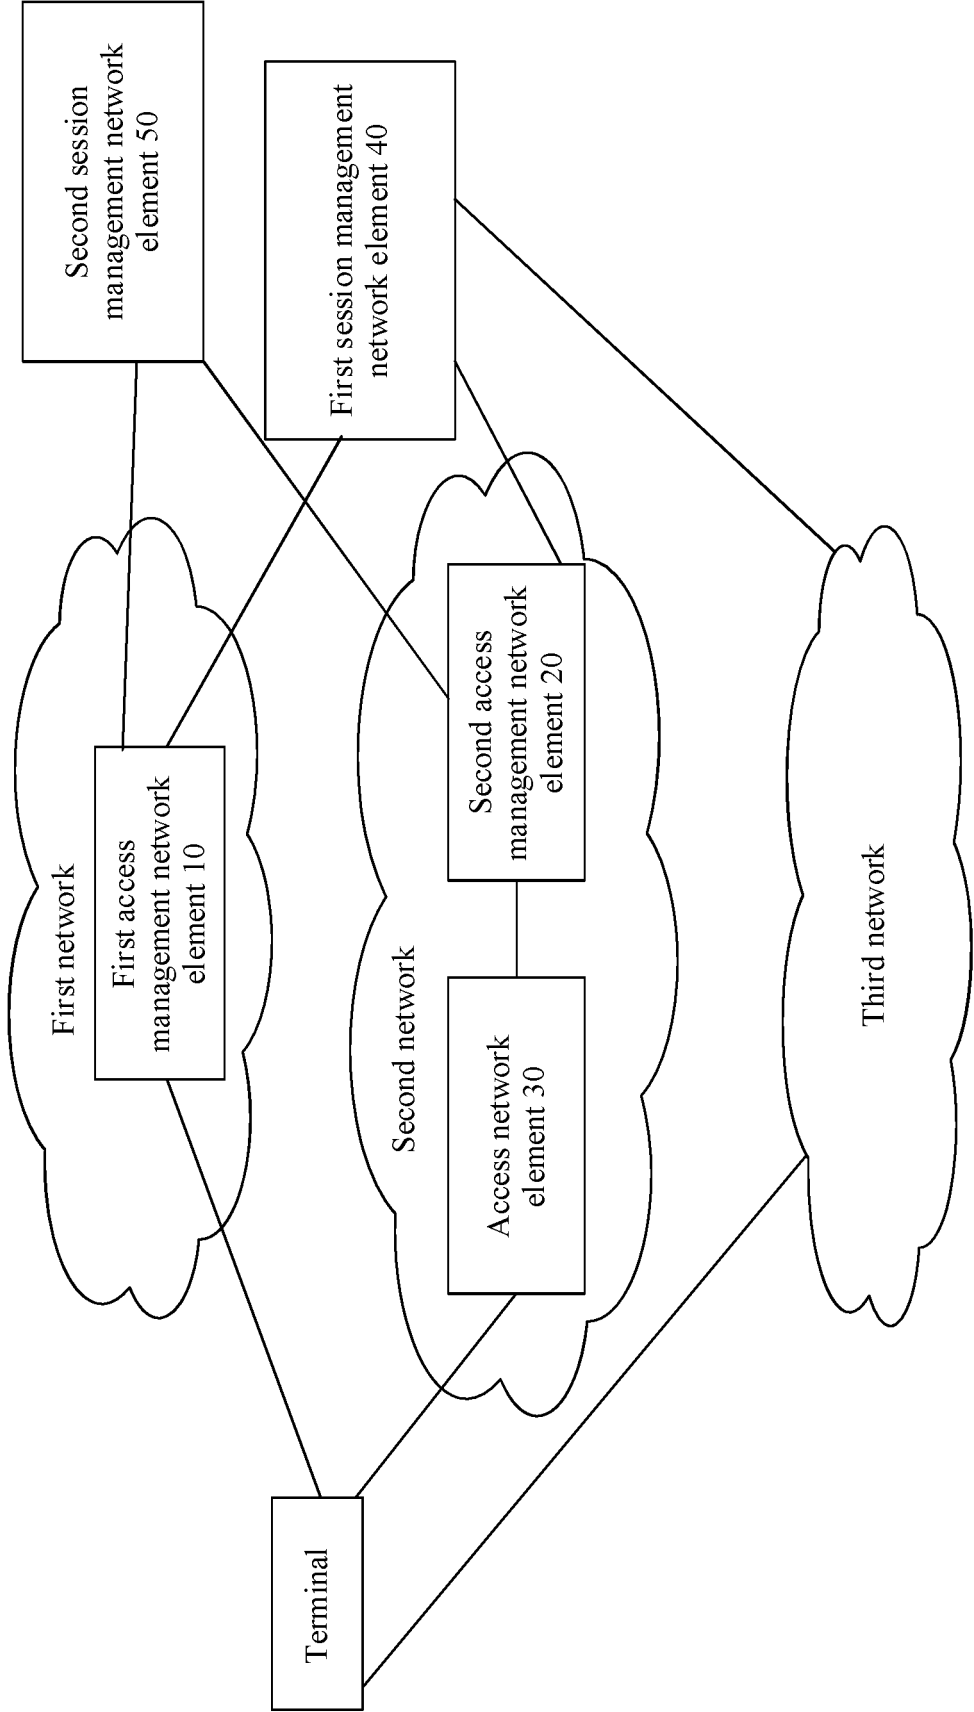 Terminal
First network
First access
management network
element 10
Second network
Access network
element 30
Second access
management network
element 20
Third network
Second session
management network
element 50
First session management
network element 40